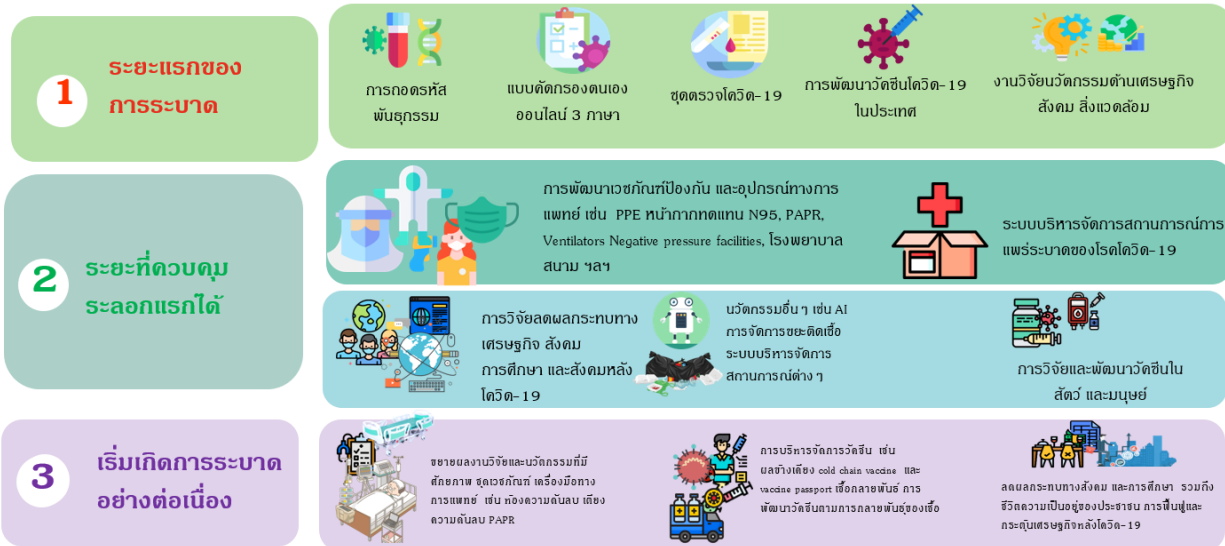 1
ระยะแรกของ
การระบาด
การถอดรหัส
พันธุกรรม
แบบคัดกรองตนเอง
ออนไลน์ 3 ภาษา
ชุดตรวจโควิด-19
การพัฒนาวัคซีนโควิด-19
ในประเทศ
งานวิจัยนวัตกรรมด้านเศรษฐกิจ
สังคม สิ่งแวดล้อม
2
ระยะที่ควบคุม
ระลอกแรกได้
การพัฒนาเวชภัณฑ์ป้องกัน และอุปกรณ์ทางการ
แพทย์ เช่น PPE หน้ากากทดแทน N95, PAPR,
Ventilators Negative pressure facilities, โรงพยาบาล
สนาม ฯลฯ
ระบบบริหารจัดการสถานการณ์การ
แพร่ระบาดของโรคโควิด-19
การวิจัยลดผลกระทบทาง
เศรษฐกิจ สังคม
การศึกษา และสังคมหลัง
โควิด-19
นวัตกรรมอื่น ๆ เช่น AI
การจัดการขยะติดเชื้อ
ระบบบริหารจัดการ
สถานการณ์ต่าง ๆ
การวิจัยและพัฒนาวัคซีนใน
สัตว์ และมนุษย์
3
เริ่มเกิดการระบาด
อย่างต่อเนื่อง
ขยายผลงานวิจัยและนวัตกรรมที่มี
ศักยภาพ ชุดเวชภัณฑ์ เครื่องมือทาง
การแพทย์ เช่น ห้องความดันลบ เตียง
ความดันลบ PAPR
การบริหารจัดการวัคซีน เช่น
ผลข้างเคียง cold chain vaccine และ
vaccine passport เชื้อกลายพันธ์ การ
พัฒนาวัคซีนตามการกลายพันธุ์ของเชื้อ
ลดผลกระทบทางสังคม และการศึกษา รวมถึง
ชีวิตความเป็นอยู่ของประชาชน การฟื้นฟูและ
กระตุ้นเศรษฐกิจหลังโควิด-19